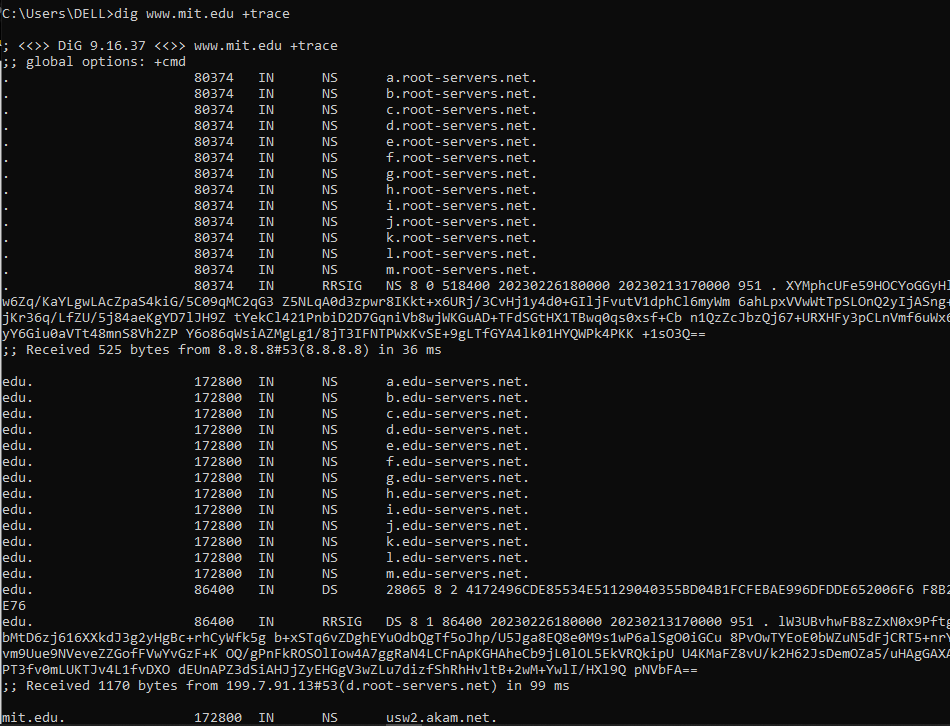 C:\Users\DELL>dig www.mit.edu +trace
; <<>> DiG 9.16.37 <<>> www.mit.edu +trace
;; global options: +cmd
. 80374 IN NS a.root-servers.net.
. 80374 IN NS b.root-servers.net.
. 80374 IN NS c.root-servers.net.
. 80374 IN NS d.root-servers.net.
. 80374 IN NS e.root-servers.net.
. 80374 IN NS f.root-servers.net.
. 80374 IN NS g.root-servers.net.
. 80374 IN NS h.root-servers.net.
. 80374 IN NS i.root-servers.net.
. 80374 IN NS j.root-servers.net.
. 80374 IN NS k.root-servers.net.
. 80374 IN NS l.root-servers.net.
. 80374 IN NS m.root-servers.net.
. 80374 IN RRSIG NS 8 0 518400 20230226180000 20230213170000 951 . XYMphcUFe59HOCYoGGyHl
w6Zq/KaYLgwLAcZpaS4kiG/5C09qMC2qG3 Z5NLqA0d3zpwr8IKkt+x6URj/3CvHj1y4d0+GIljFvutV1dphCl6myWm 6ahLpxVVwWtTpSLOnQ2yIjASng+
jKr36q/LfZU/5j84aeKgYD7lJH9Z tYekCl421PnbiD2D7GqniVb8wjWKGuAD+TFdSGtHX1TBwq0qs0xsf+Cb n1QzZcJbzQj67+URXHFy3pCLnVmf6uWx6
yY6Giu0aVTt48mnS8Vh2ZP Y6o86qWsiAZMgLg1/8jT3IFNTPWxKvSE+9gLTfGYA4lk01HYQWPk4PKK +1sO3Q==
;; Received 525 bytes from 8.8.8.8#53(8.8.8.8) in 36 ms
edu. 172800 IN NS a.edu-servers.net.
edu. 172800 IN NS b.edu-servers.net.
edu. 172800 IN NS c.edu-servers.net.
edu. 172800 IN NS d.edu-servers.net.
edu. 172800 IN NS e.edu-servers.net.
edu. 172800 IN NS f.edu-servers.net.
edu. 172800 IN NS g.edu-servers.net.
edu. 172800 IN NS h.edu-servers.net.
edu. 172800 IN NS i.edu-servers.net.
edu. 172800 IN NS j.edu-servers.net.
edu. 172800 IN NS k.edu-servers.net.
edu. 172800 IN NS l.edu-servers.net.
edu. 172800 IN NS m.edu-servers.net.
edu. 86400 IN DS 28065 8 2 4172496CDE85534E51129040355BD04B1FCFEBAE996DFDDE652006F6 F8B2
E76
edu. 86400 IN RRSIG DS 8 1 86400 20230226180000 20230213170000 951 . lW3UBvhwFB8zZxN0x9Pftg
bMtD6zj616XXkdJ3g2yHgBc+rhCyWfk5g b+xSTq6vZDghEYuOdbQgTf5oJhp/U5Jga8EQ8e0M9s1wP6alSgO0iGCu 8PvOwTYEoE0bWZuN5dFjCRT5+nrY
vm9Uue9NVeveZZGofFVwYvGzF+K OQ/gPnFkROSOlIow4A7ggRaN4LCFnApKGHAheCb9jL0lOL5EkVRQkipU U4KMaFZ8vU/k2H62JsDemOZa5/uHAgGAXA
PT3fv0mLUKTJv4L1fvDXO dEUnAPZ3dSiAHJjZyEHGgV3wZLu7dizfShRhHvltB+2wM+YwlI/HXl9Q pNVbFA==
;; Received 1170 bytes from 199.7.91.13#53(d.root-servers.net) in 99 ms
mit.edu. 172800 IN NS usw2.akam.net.